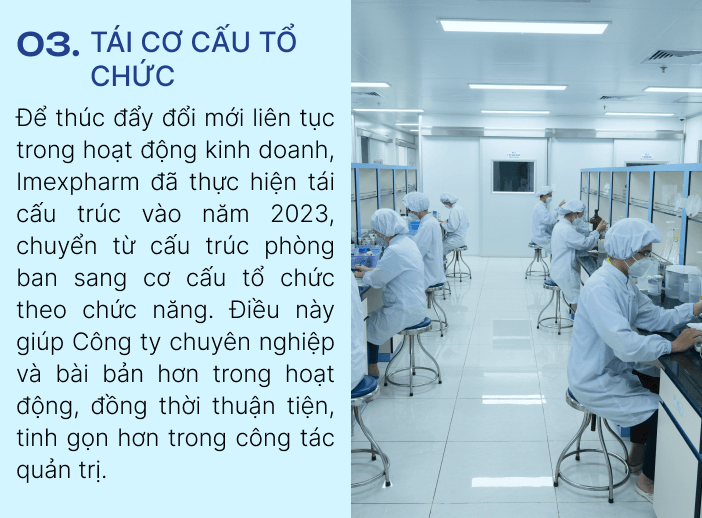 03. TÁI CƠ CẤU TỔ
CHỨC
Để thúc đẩy đổi mới liên tục
trong hoạt động kinh doanh,
Imexpharm đã thực hiện tái
cấu trúc vào năm 2023,
chuyển từ cấu trúc phòng
ban sang cơ cấu tổ chức
theo chức năng. Điều này
giúp Công ty chuyên nghiệp
và bài bản hơn trong hoạt
động, đồng thời thuận tiện,
tinh gọn hơn trong công tác
quản trị.